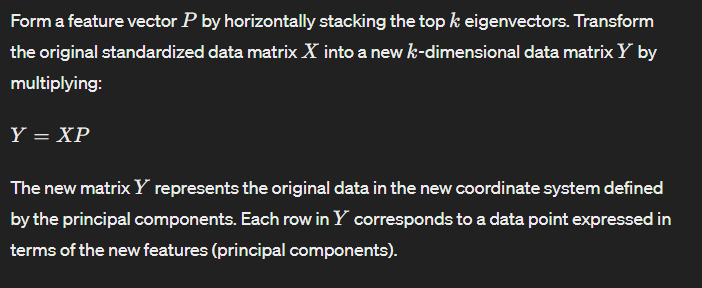 Form a feature vector P by horizontally stacking the top k eigenvectors. Transform
the original standardized data matrix X into a new k-dimensional data matrix Y by
multiplying:
Y = XP
The new matrix Y represents the original data in the new coordinate system defined
by the principal components. Each row in Y corresponds to a data point expressed in
terms of the new features (principal components).